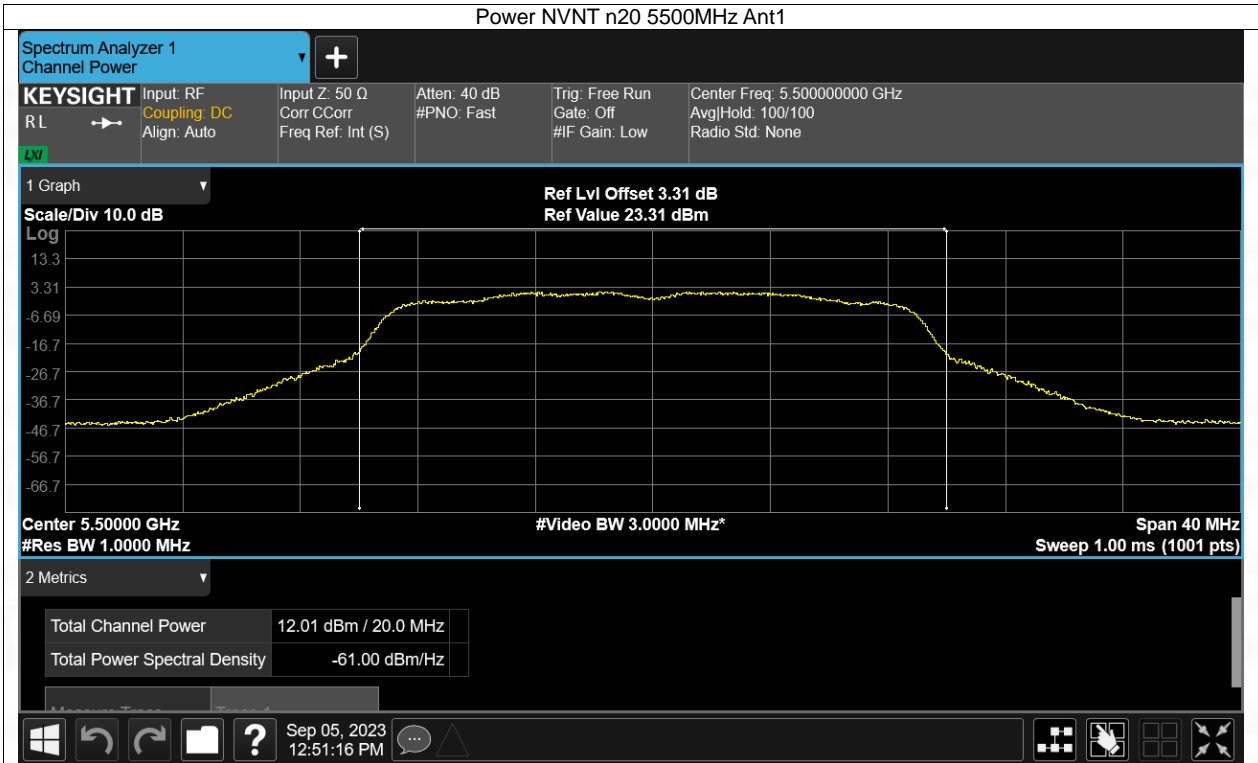 Power NVNT n20 5500MHz Ant1
Spectrum Analyzer 1
Channel Power
KEYSIGHT
R L
LXI
Input: RF
Coupling: DC
Align: Auto
Input Z: 50 Ω
Corr CCorr
Freq Ref: Int (S)
Atten: 40 dB
#PNO: Fast
Trig: Free Run
Gate: Off
#IF Gain: Low
Center Freq: 5.500000000 GHz
Avg|Hold: 100/100
Radio Std: None
1 Graph
Scale/Div 10.0 dB
Ref Lvl Offset 3.31 dB
Ref Value 23.31 dBm
Log
13.3
3.31
-6.69
-16.7
-26.7
-36.7
-46.7
-56.7
-66.7
Center 5.50000 GHz
#Video BW 3.0000 MHz*
Span 40 MHz
#Res BW 1.0000 MHz
Sweep 1.00 ms (1001 pts)
2 Metrics
Total Channel Power 12.01 dBm / 20.0 MHz
Total Power Spectral Density -61.00 dBm/Hz
Sep 05, 2023
12:51:16 PM